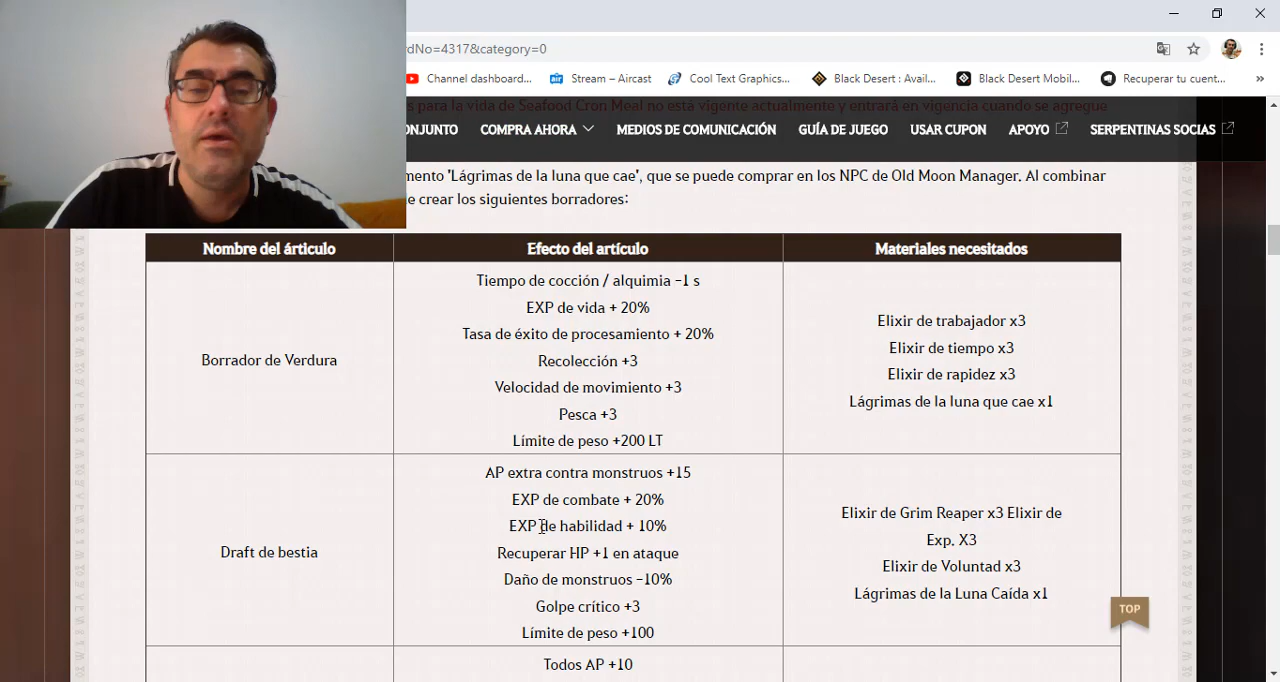 rdNo=4317&category=0
Channel dashboard...
air Stream – Aircast
Cool Text Graphics...
Black Desert : Avail...
Black Desert Mobil...
Recuperar tu cuent...
»
s para la vida de Seafood Cron Meal no está vigente actualmente y entrará en vigencia cuando se agregue
ONJUNTO
COMPRA AHORA
MEDIOS DE COMUNICACIÓN
GUÍA DE JUEGO
USAR CUPON
APOYO
SERPENTINAS SOCIAS
mento 'Lágrimas de la luna que cae', que se puede comprar en los NPC de Old Moon Manager. Al combinar
e crear los siguientes borradores:
Nombre del árticulo
Efecto del artículo
Materiales necesitados
Borrador de Verdura
Tiempo de cocción / alquimia –1 s
EXP de vida + 20%
Tasa de éxito de procesamiento + 20%
Recolección +3
Velocidad de movimiento +3
Pesca +3
Límite de peso +200 LT
Elixir de trabajador x3
Elixir de tiempo x3
Elixir de rapidez x3
Lágrimas de la luna que cae x1
Draft de bestia
AP extra contra monstruos +15
EXP de combate + 20%
EXP de habilidad + 10%
Recuperar HP +1 en ataque
Daño de monstruos –10%
Golpe crítico +3
Límite de peso +100
Elixir de Grim Reaper x3 Elixir de
Exp. X3
Elixir de Voluntad x3
Lágrimas de la Luna Caída x1
TOP
Todos AP +10